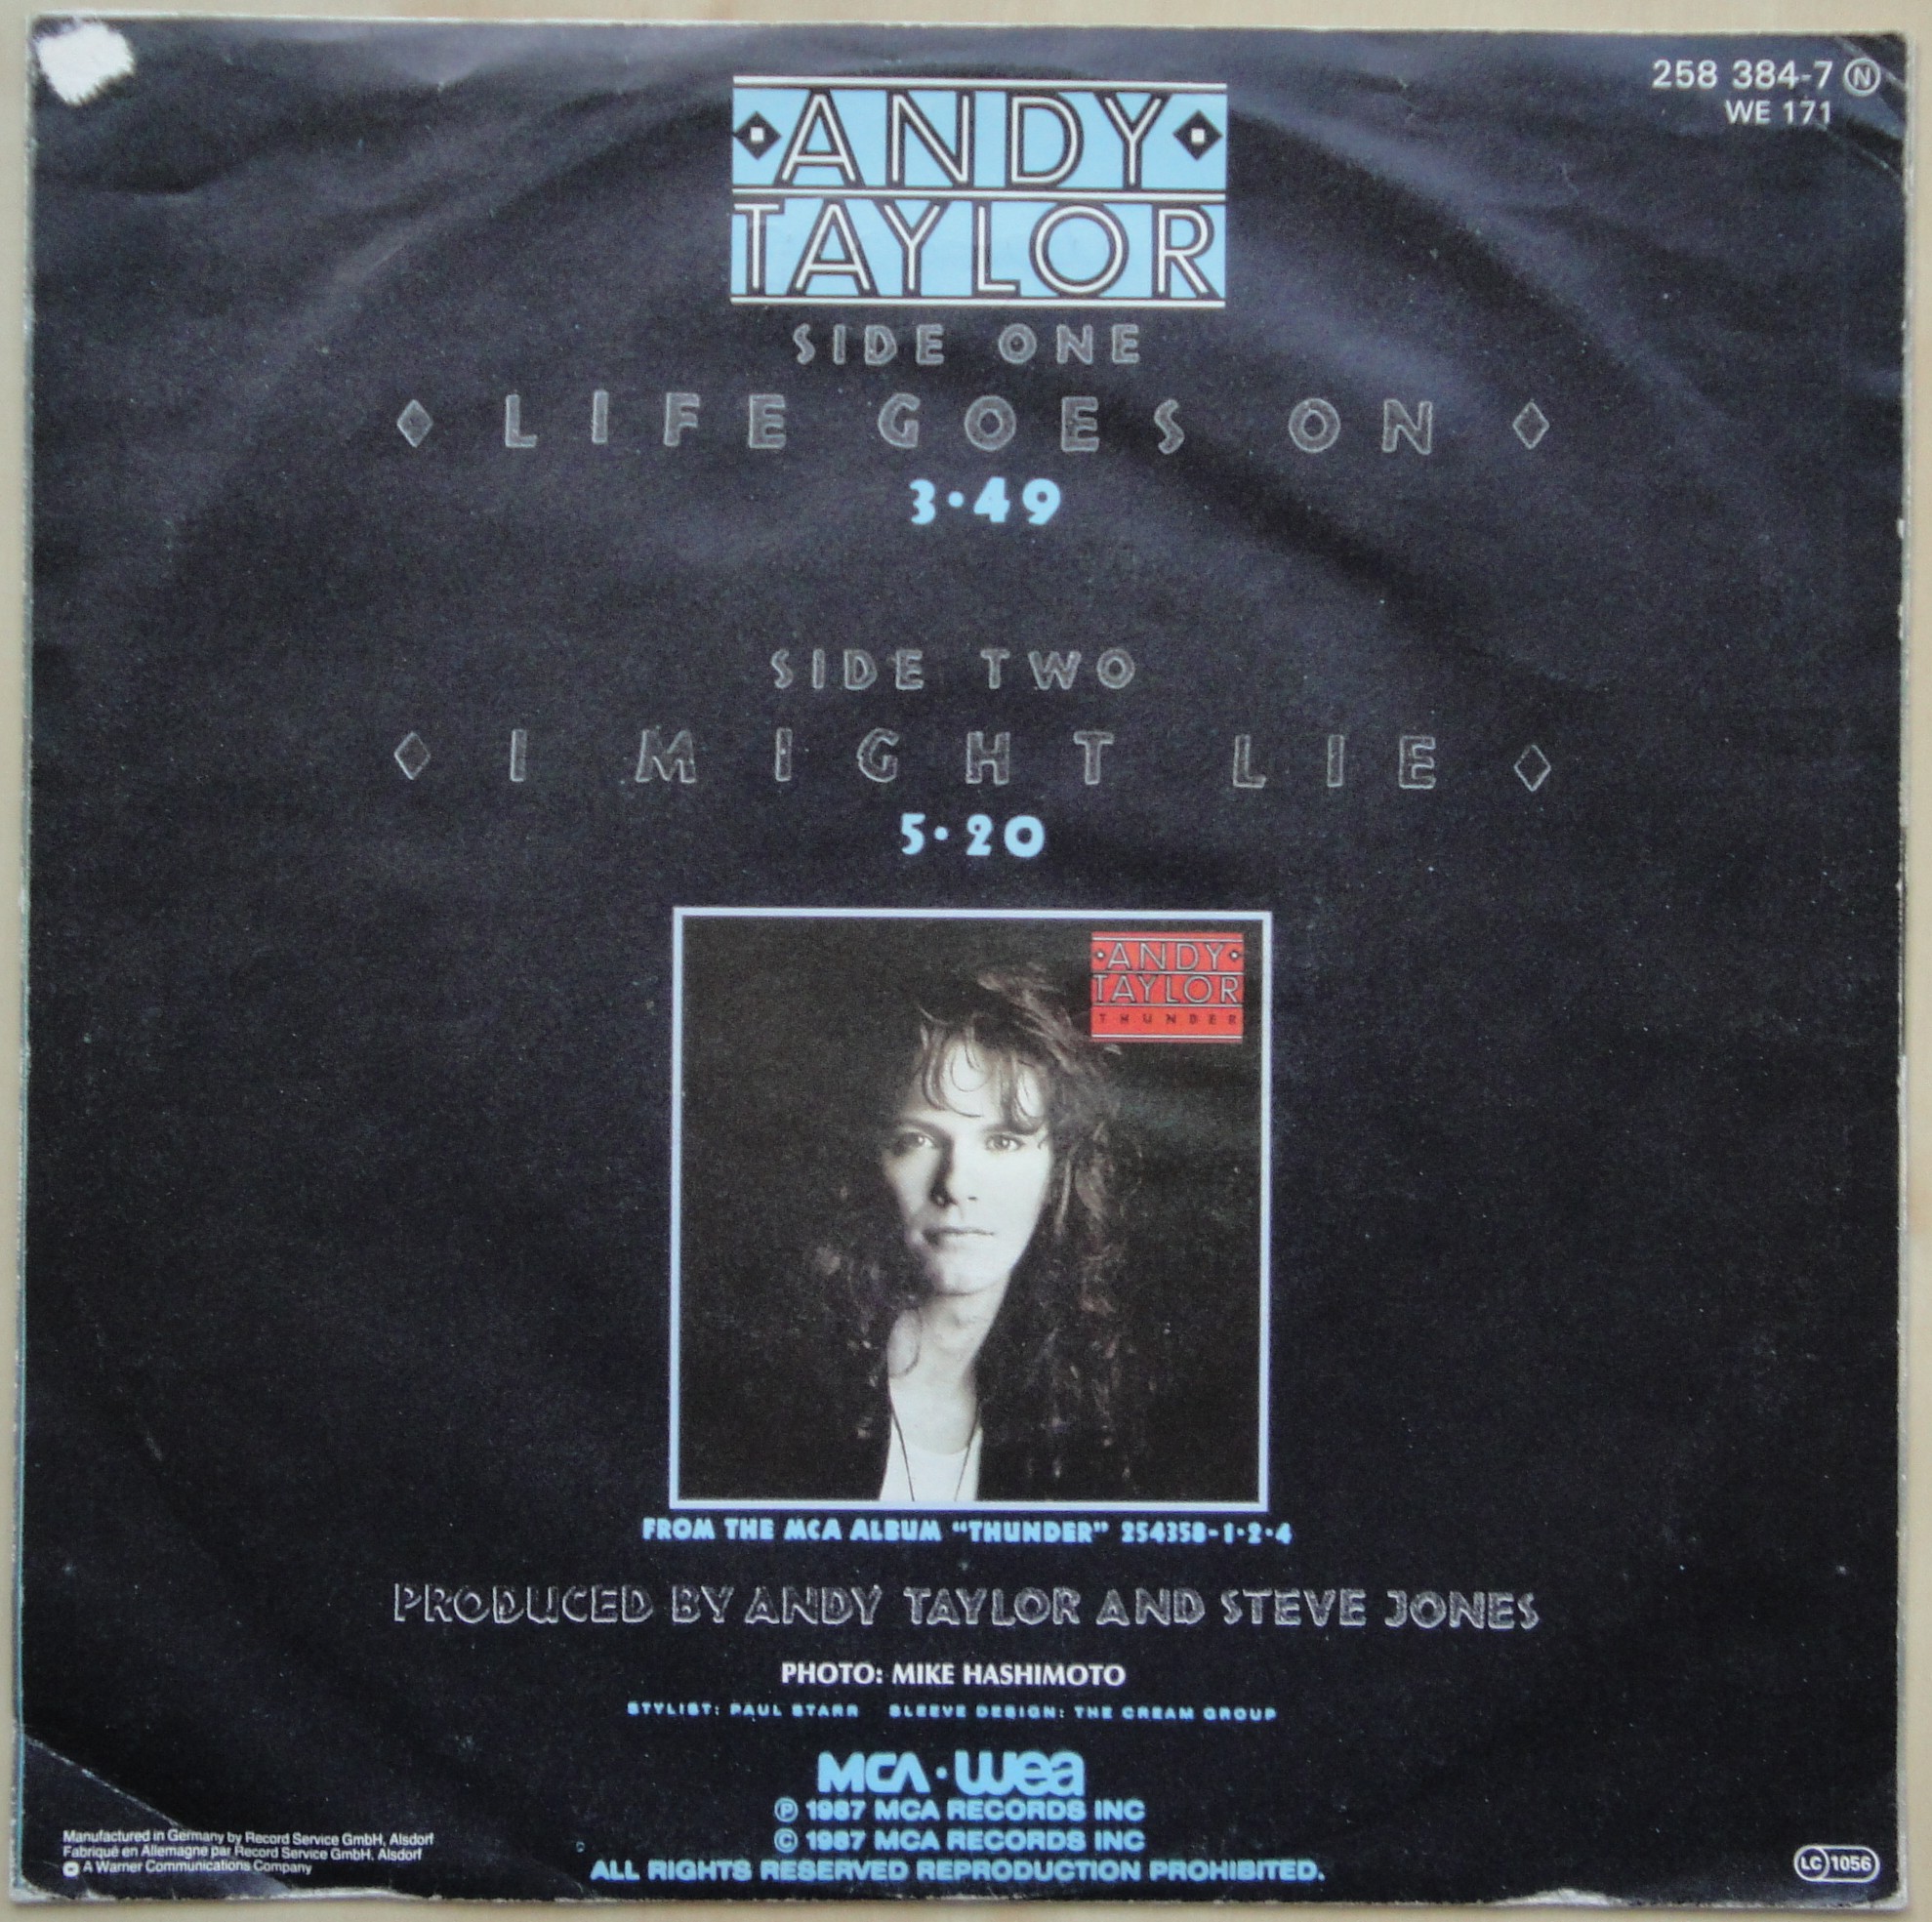 258 384-7 Ⓝ
WE 171
ANDY
TAYLOR
SIDE ONE
LIFE GOES ON
3·49
SIDE TWO
I MIGHT LIE
5·20
ANDY
TAYLOR
THUNDER
FROM THE MCA ALBUM “THUNDER” 254358-1·2·4
PRODUCED BY ANDY TAYLOR AND STEVE JONES
PHOTO: MIKE HASHIMOTO
STYLIST: PAUL STARR SLEEVE DESIGN: THE CREAM GROUP
MCA · wea
Ⓟ 1987 MCA RECORDS INC
© 1987 MCA RECORDS INC
ALL RIGHTS RESERVED REPRODUCTION PROHIBITED.
Manufactured in Germany by Record Service GmbH, Alsdorf
Fabriqué en Allemagne par Record Service GmbH, Alsdorf
A Warner Communications Company
LC 1056